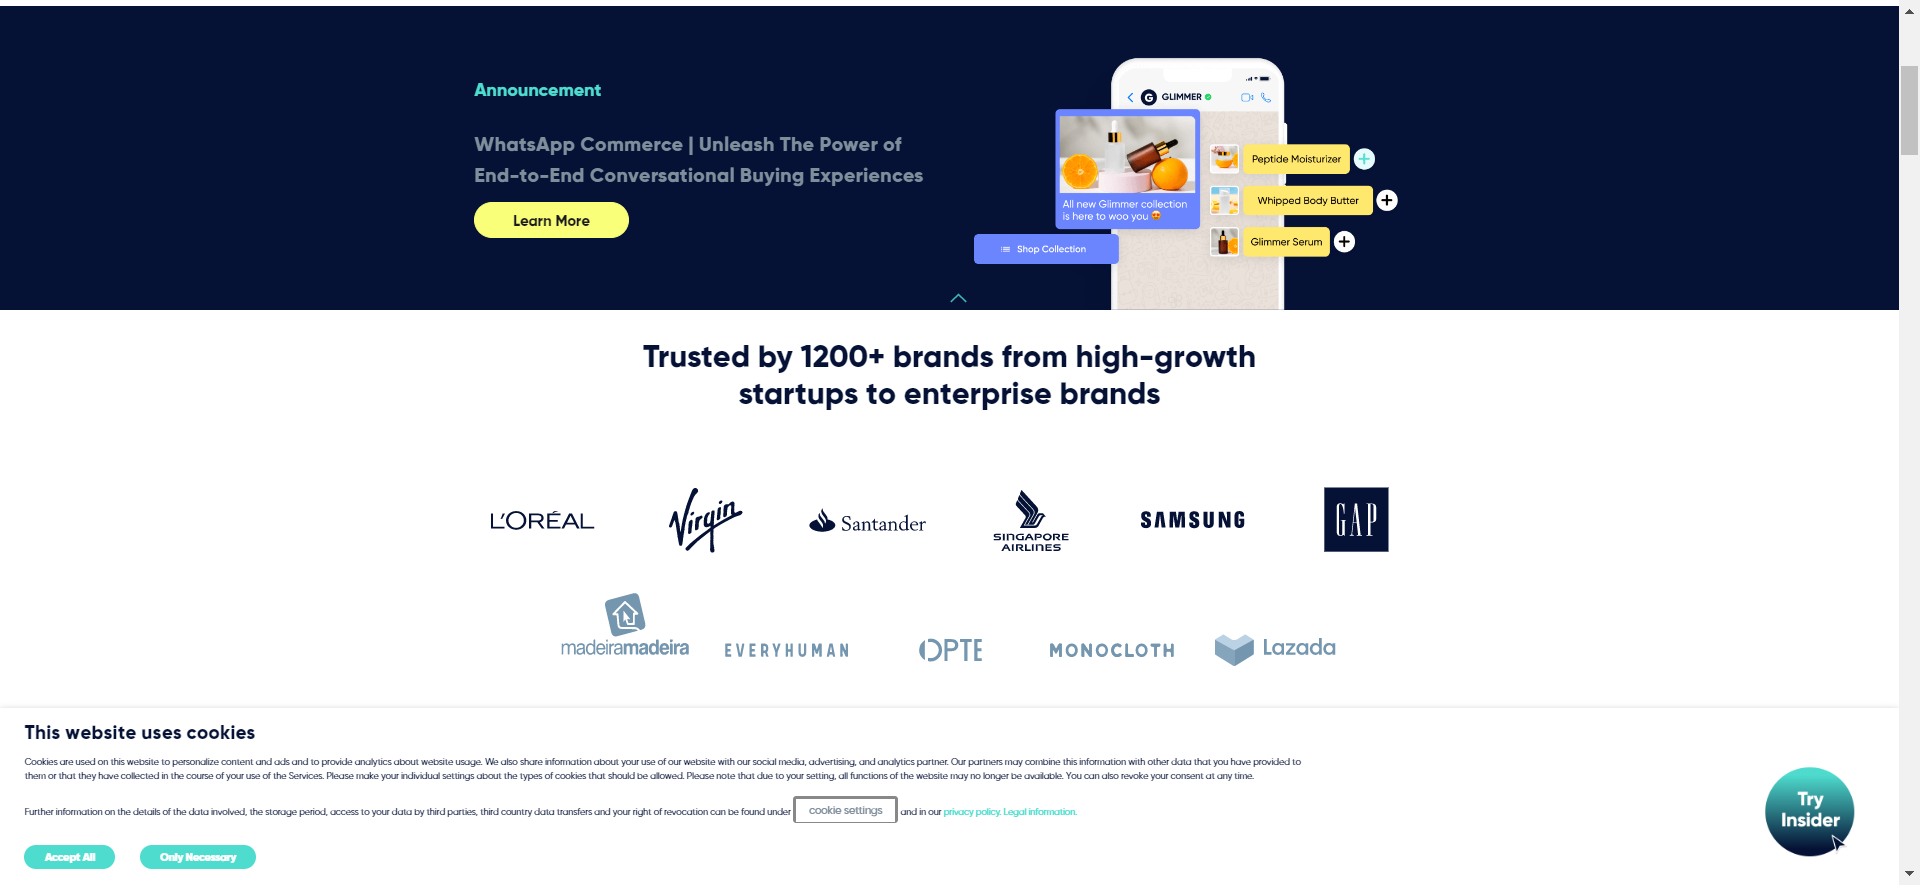 Announcement
WhatsApp Commerce | Unleash The Power of
End-to-End Conversational Buying Experiences
Learn More
G GLIMMER
All new Glimmer collection
is here to woo you 😍
Shop Collection
Peptide Moisturizer
Whipped Body Butter
Glimmer Serum
Trusted by 1200+ brands from high-growth
startups to enterprise brands
L'ORÉAL
Virgin
Santander
SINGAPORE
AIRLINES
SAMSUNG
GAP
madeiramadeira
EVERYHUMAN
OPTE
MONOCLOTH
Lazada
This website uses cookies
Cookies are used on this website to personalize content and ads and to provide analytics about website usage. We also share information about your use of our website with our social media, advertising, and analytics partner. Our partners may combine this information with other data that you have provided to
them or that they have collected in the course of your use of the Services. Please make your individual settings about the types of cookies that should be allowed. Please note that due to your setting, all functions of the website may no longer be available. You can also revoke your consent at any time.
Further information on the details of the data involved, the storage period, access to your data by third parties, third country data transfers and your right of revocation can be found under cookie settings and in our privacy policy. Legal information.
Accept All
Only Necessary
Try
Insider